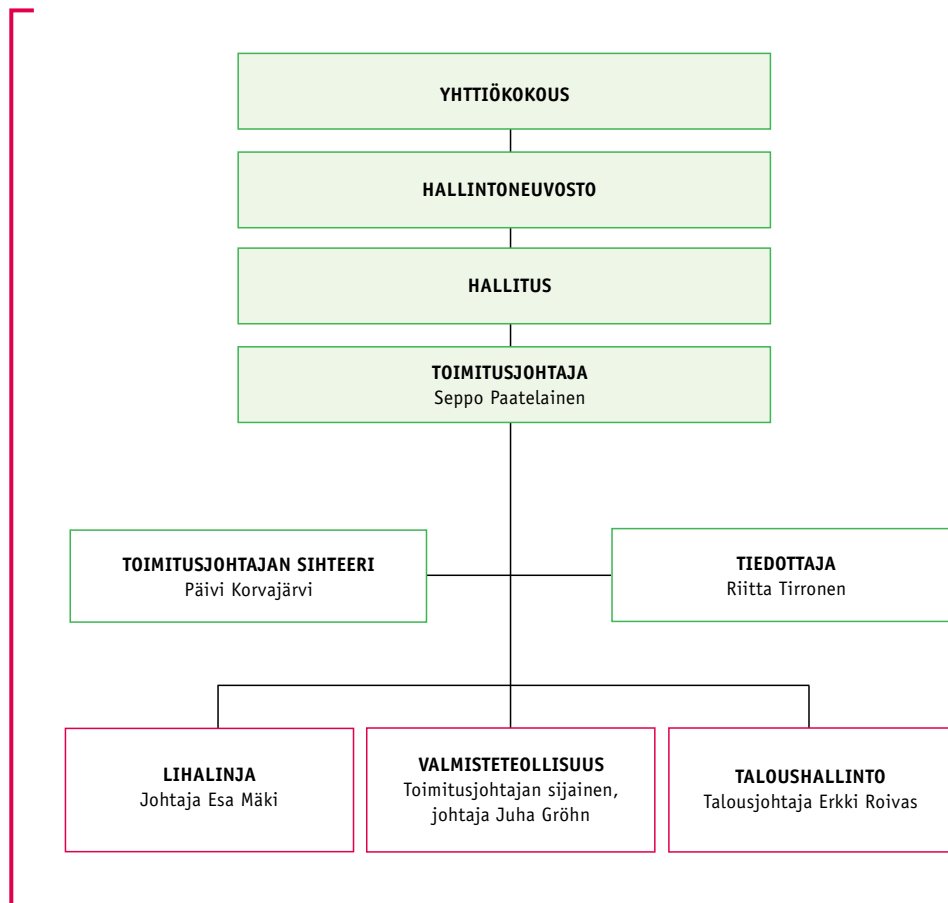 YHTIÖKOKOUS
HALLINTONEUVOSTO
HALLITUS
TOIMITUSJOHTAJA
Seppo Paatelainen
TOIMITUSJOHTAJAN SIHTEERI
Päivi Korvajärvi
TIEDOTTAJA
Riitta Tirronen
LIHALINJA
Johtaja Esa Mäki
VALMISTETEOLLISUUS
Toimitusjohtajan sijainen,
johtaja Juha Gröhn
TALOUSHALLINTO
Talousjohtaja Erkki Roivas